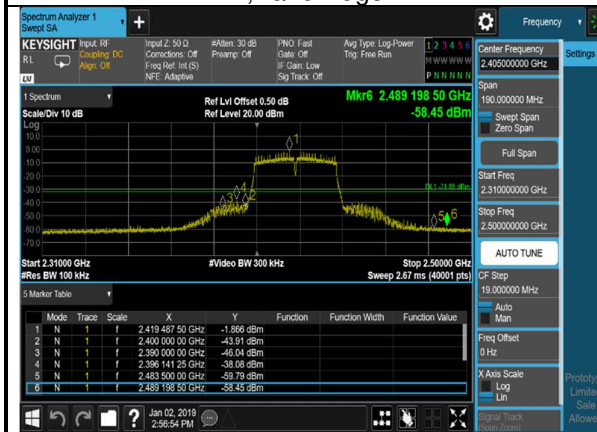 Spectrum Analyzer 1
Swept SA
+
Frequency
KEYSIGHT
RL
LXI
Input: RF
Coupling: DC
Align: Off
Input Z: 50 Ω
Corrections: Off
Freq Ref: Int (S)
NFE: Adaptive
#Atten: 30 dB
Preamp: Off
PNO: Fast
Gate: Off
IF Gain: Low
Sig Track: Off
Avg Type: Log-Power
Trig: Free Run
1 2 3 4 5 6
M W W W W W
P N N N N N
Center Frequency
2.405000000 GHz
Settings
Span
190.000000 MHz
Swept Span
Zero Span
Full Span
Start Freq
2.310000000 GHz
Stop Freq
2.500000000 GHz
AUTO TUNE
CF Step
19.000000 MHz
Auto
Man
Freq Offset
0 Hz
X Axis Scale
Log
Lin
Signal Track
(Span Zoom)
1 Spectrum
Scale/Div 10 dB
Ref Lvl Offset 0.50 dB
Ref Level 20.00 dBm
Mkr6 2.489 198 50 GHz
-58.45 dBm
Log
10.0
0.00
-10.0
-20.0
-30.0
-40.0
-50.0
-60.0
-70.0
1
3 4 2
5 6
Start 2.31000 GHz
#Video BW 300 kHz
Stop 2.50000 GHz
#Res BW 100 kHz
Sweep 2.67 ms (40001 pts)
5 Marker Table
Mode Trace Scale X Y Function Function Width Function Value
1 N 1 f 2.419 487 50 GHz -1.866 dBm
2 N 1 f 2.400 000 00 GHz -43.91 dBm
3 N 1 f 2.390 000 00 GHz -46.04 dBm
4 N 1 f 2.396 141 25 GHz -38.08 dBm
5 N 1 f 2.483 500 00 GHz -59.79 dBm
6 N 1 f 2.489 198 50 GHz -58.45 dBm
?
Jan 02, 2019
2:56:54 PM